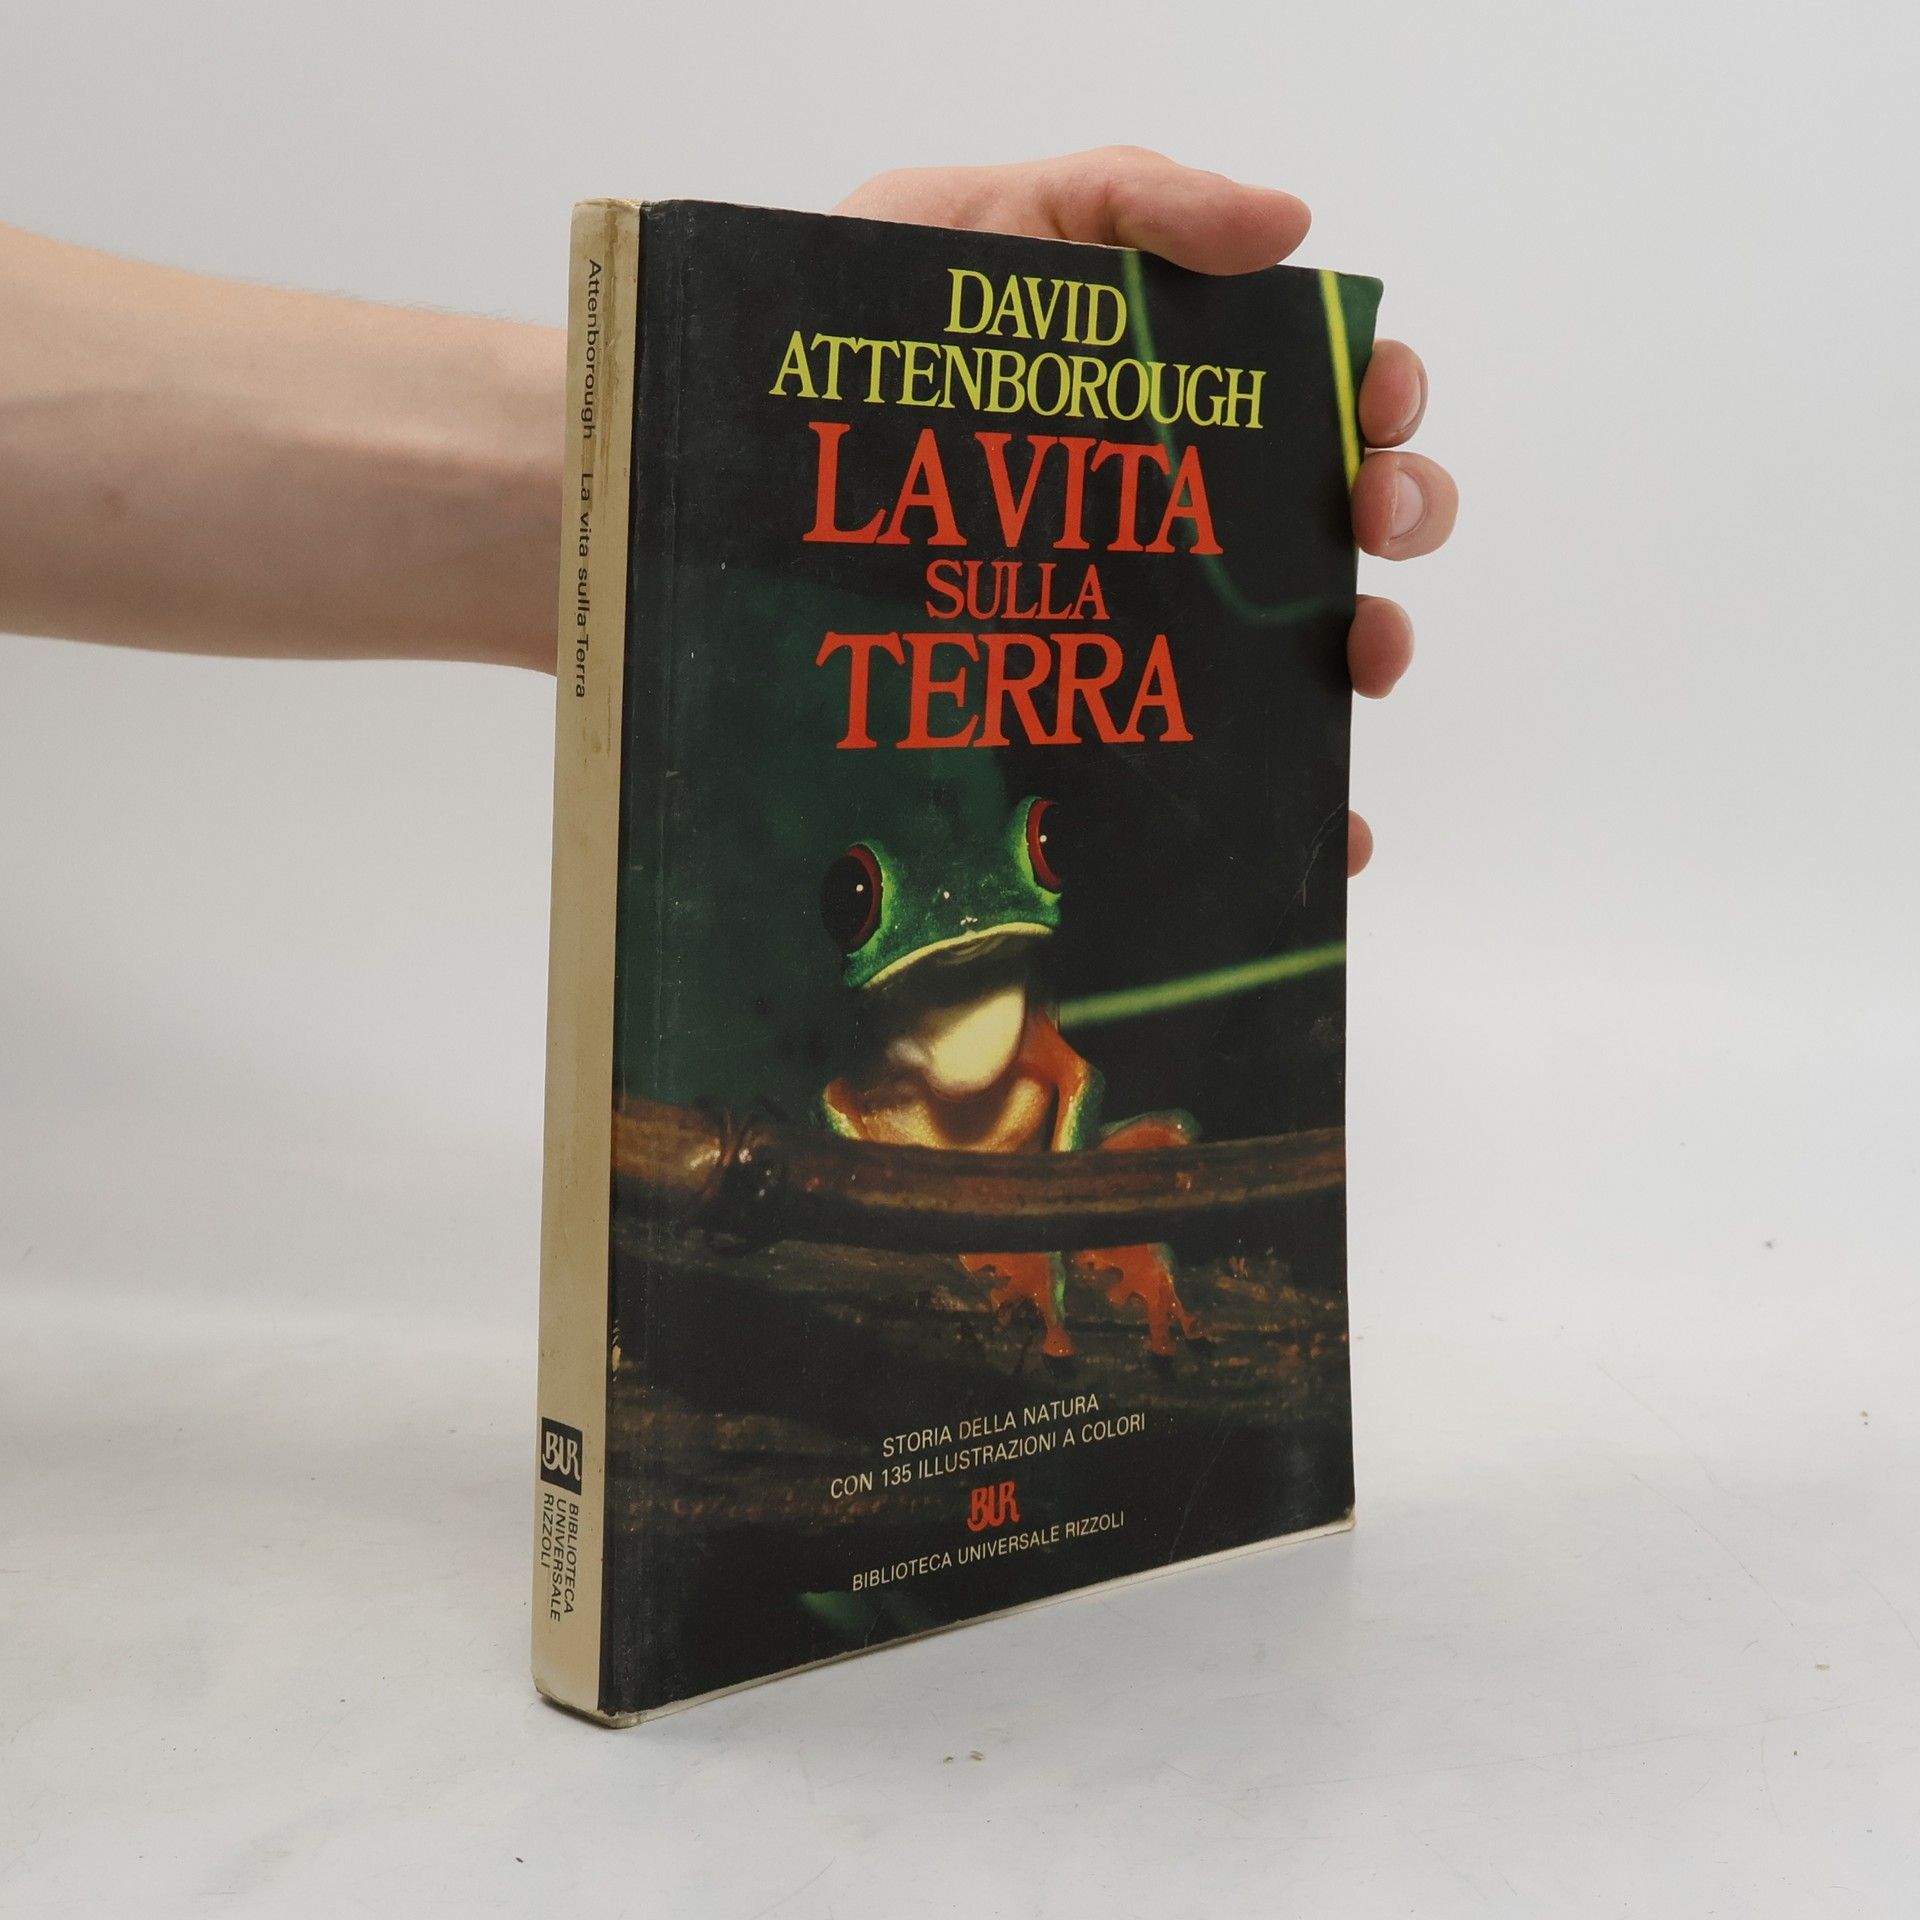 Attenborough La vita sulla Terra
BUR
BIBLIOTECA
UNIVERSALE
RIZZOLI
DAVID
ATTENBOROUGH
LA VITA
SULLA
TERRA
STORIA DELLA NATURA
CON 135 ILLUSTRAZIONI A COLORI
BUR
BIBLIOTECA UNIVERSALE RIZZOLI